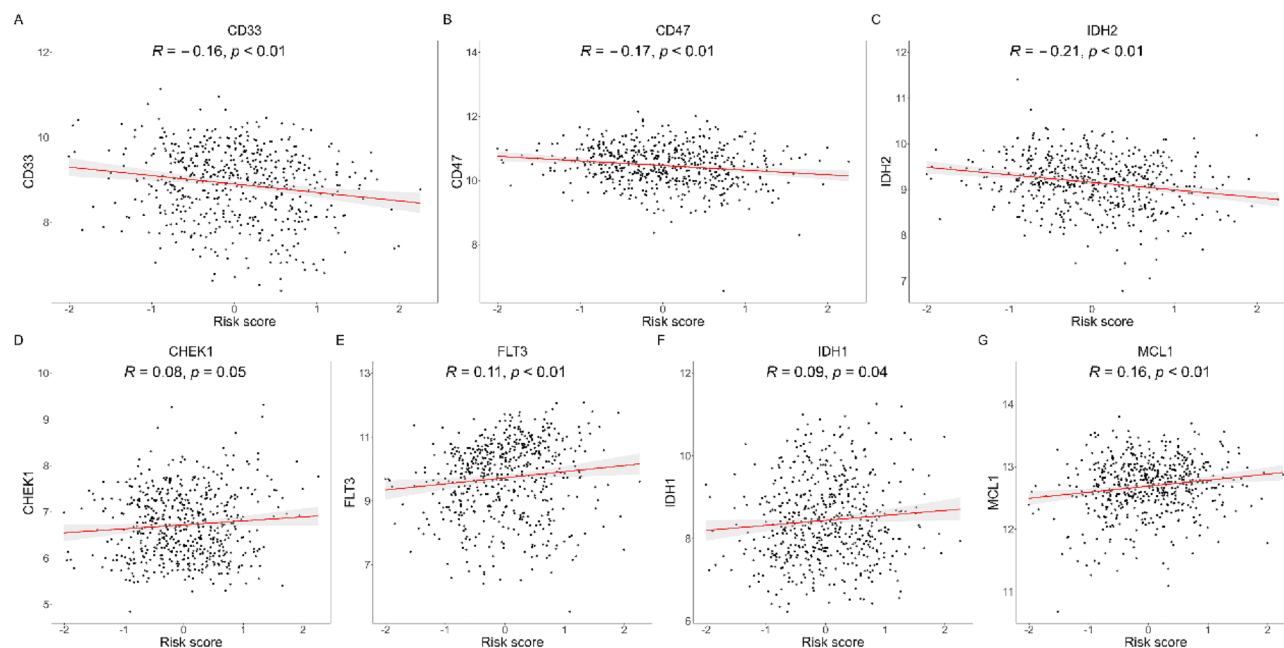 A
CD33
R = −0.16, p < 0.01
12
10
8
CD33
-2
-1
0
1
2
Risk score
B
CD47
R = −0.17, p < 0.01
14
12
10
8
CD47
-2
-1
0
1
2
Risk score
C
IDH2
R = −0.21, p < 0.01
12
11
10
9
8
7
IDH2
-2
-1
0
1
2
Risk score
D
CHEK1
R = 0.08, p = 0.05
10
9
8
7
6
5
CHEK1
-2
-1
0
1
2
Risk score
E
FLT3
R = 0.11, p < 0.01
13
11
9
7
FLT3
-2
-1
0
1
2
Risk score
F
IDH1
R = 0.09, p = 0.04
12
10
8
6
IDH1
-2
-1
0
1
2
Risk score
G
MCL1
R = 0.16, p < 0.01
14
13
12
11
MCL1
-2
-1
0
1
2
Risk score